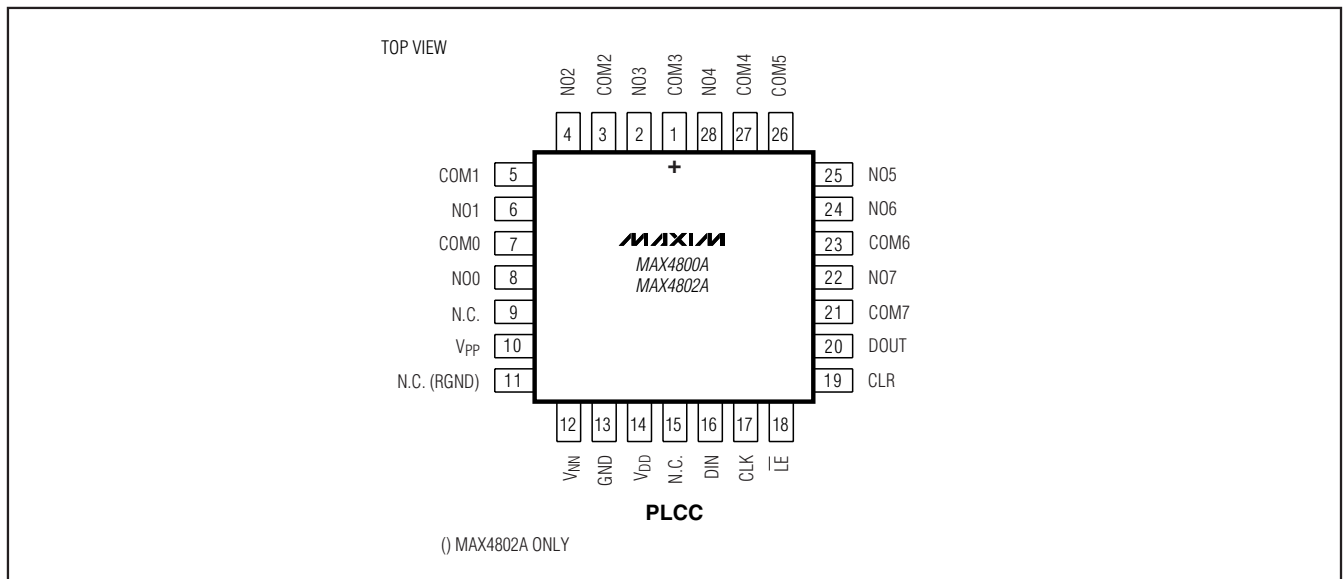 TOP VIEW
NO2 COM2 NO3 COM3 NO4 COM4 COM5
4 3 2 1 28 27 26
+
COM1 5 25 NO5
NO1 6 24 NO6
COM0 7 23 COM6
NO0 8 22 NO7
N.C. 9 21 COM7
VPP 10 20 DOUT
N.C. (RGND) 11 19 CLR
MAXIM
MAX4800A
MAX4802A
12 13 14 15 16 17 18
VNN GND VDD N.C. DIN CLK L̅E̅
PLCC
() MAX4802A ONLY